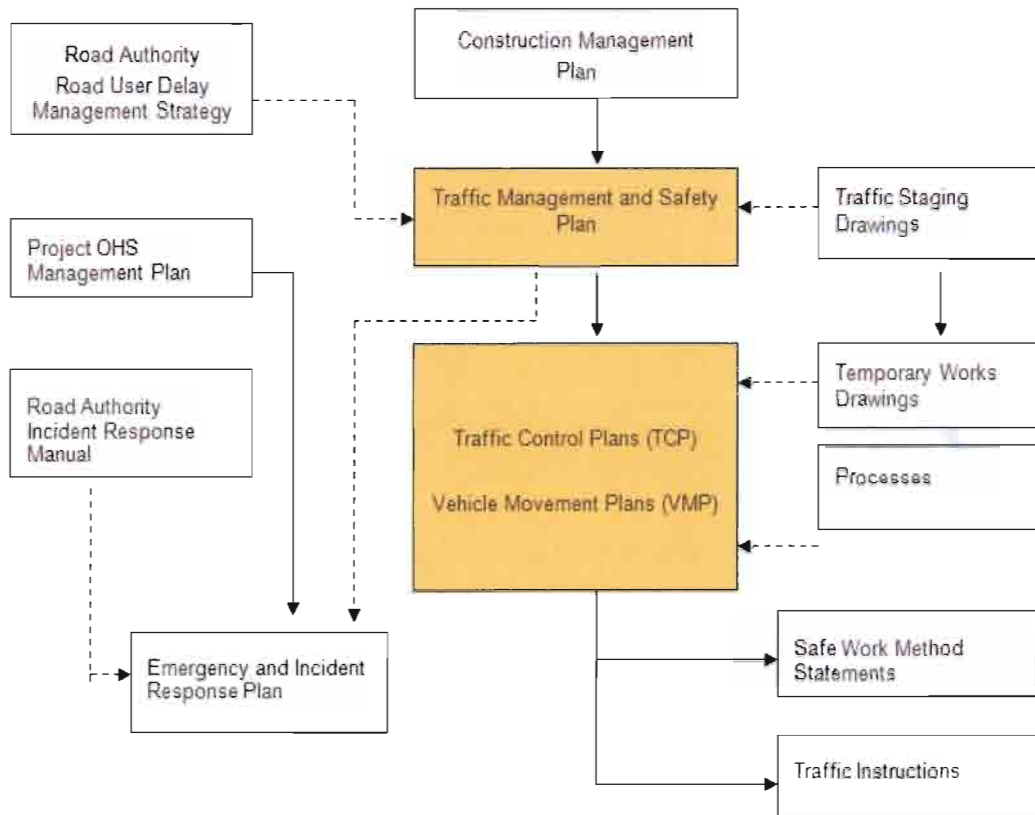 Road Authority
Road User Delay
Management Strategy
Construction Management
Plan
Traffic Management and Safety
Plan
Traffic Staging
Drawings
Project OHS
Management Plan
Road Authority
Incident Response
Manual
Traffic Control Plans (TCP)
Vehicle Movement Plans (VMP)
Temporary Works
Drawings
Processes
Emergency and Incident
Response Plan
Safe Work Method
Statements
Traffic Instructions